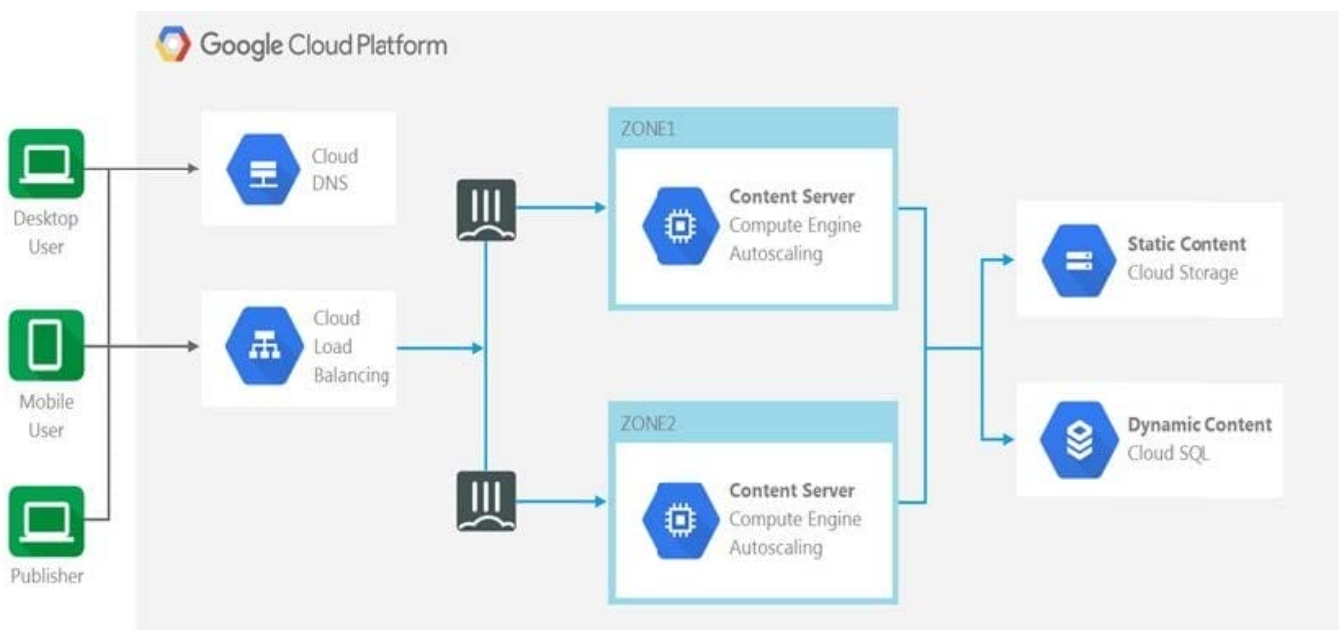 Google Cloud Platform
Desktop
User
Mobile
User
Publisher
Cloud
DNS
Cloud
Load
Balancing
ZONE1
Content Server
Compute Engine
Autoscaling
ZONE2
Content Server
Compute Engine
Autoscaling
Static Content
Cloud Storage
Dynamic Content
Cloud SQL